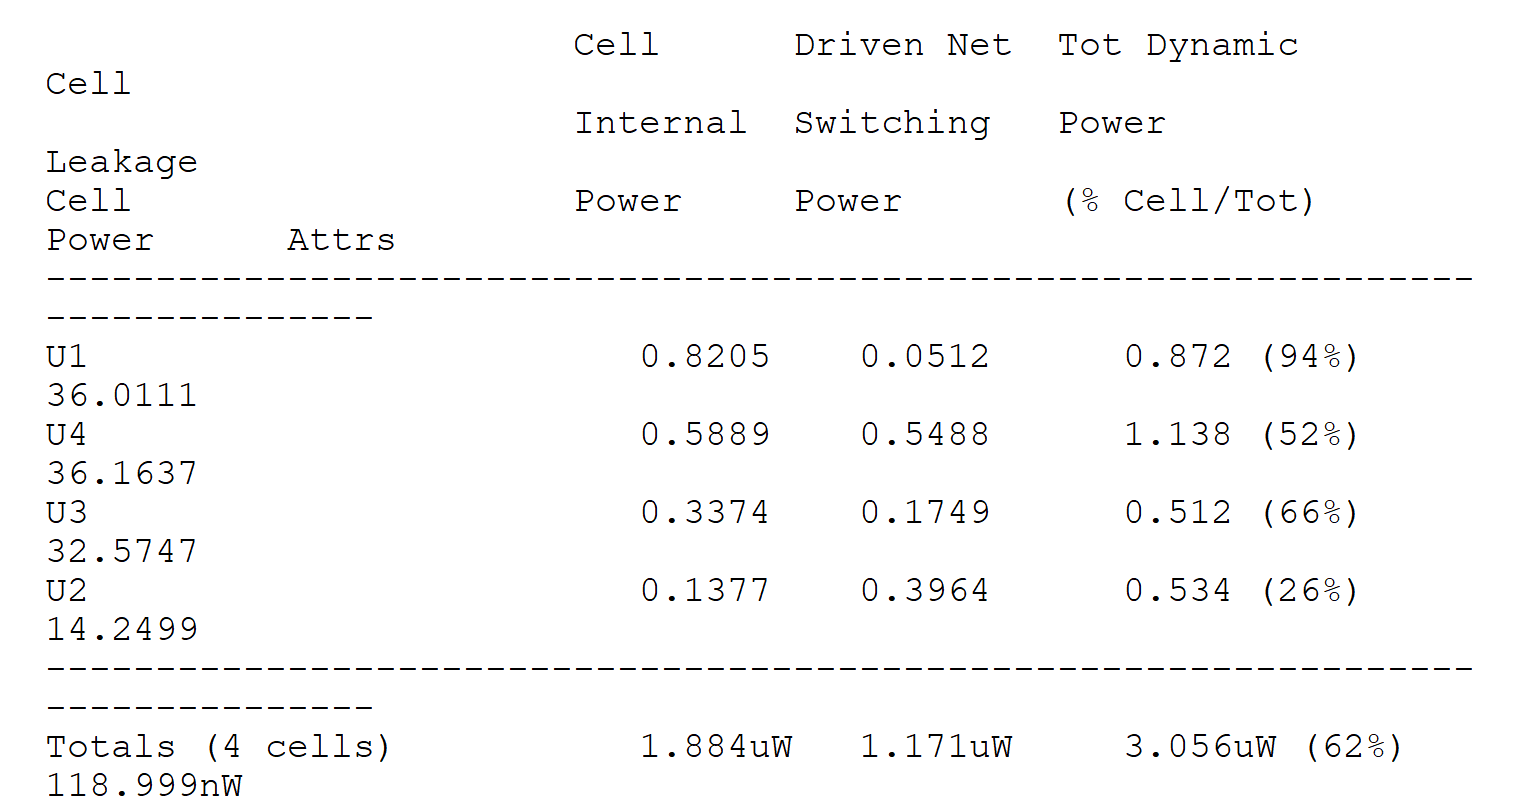 Cell      Driven Net  Tot Dynamic
Cell
                        Internal  Switching   Power
Leakage
Cell                    Power     Power       (% Cell/Tot)
Power      Attrs
-----------------------------------------------------------------
---------------
U1                         0.8205    0.0512      0.872 (94%)
36.0111
U4                         0.5889    0.5488      1.138 (52%)
36.1637
U3                         0.3374    0.1749      0.512 (66%)
32.5747
U2                         0.1377    0.3964      0.534 (26%)
14.2499
-----------------------------------------------------------------
---------------
Totals (4 cells)           1.884uW   1.171uW     3.056uW (62%)
118.999nW